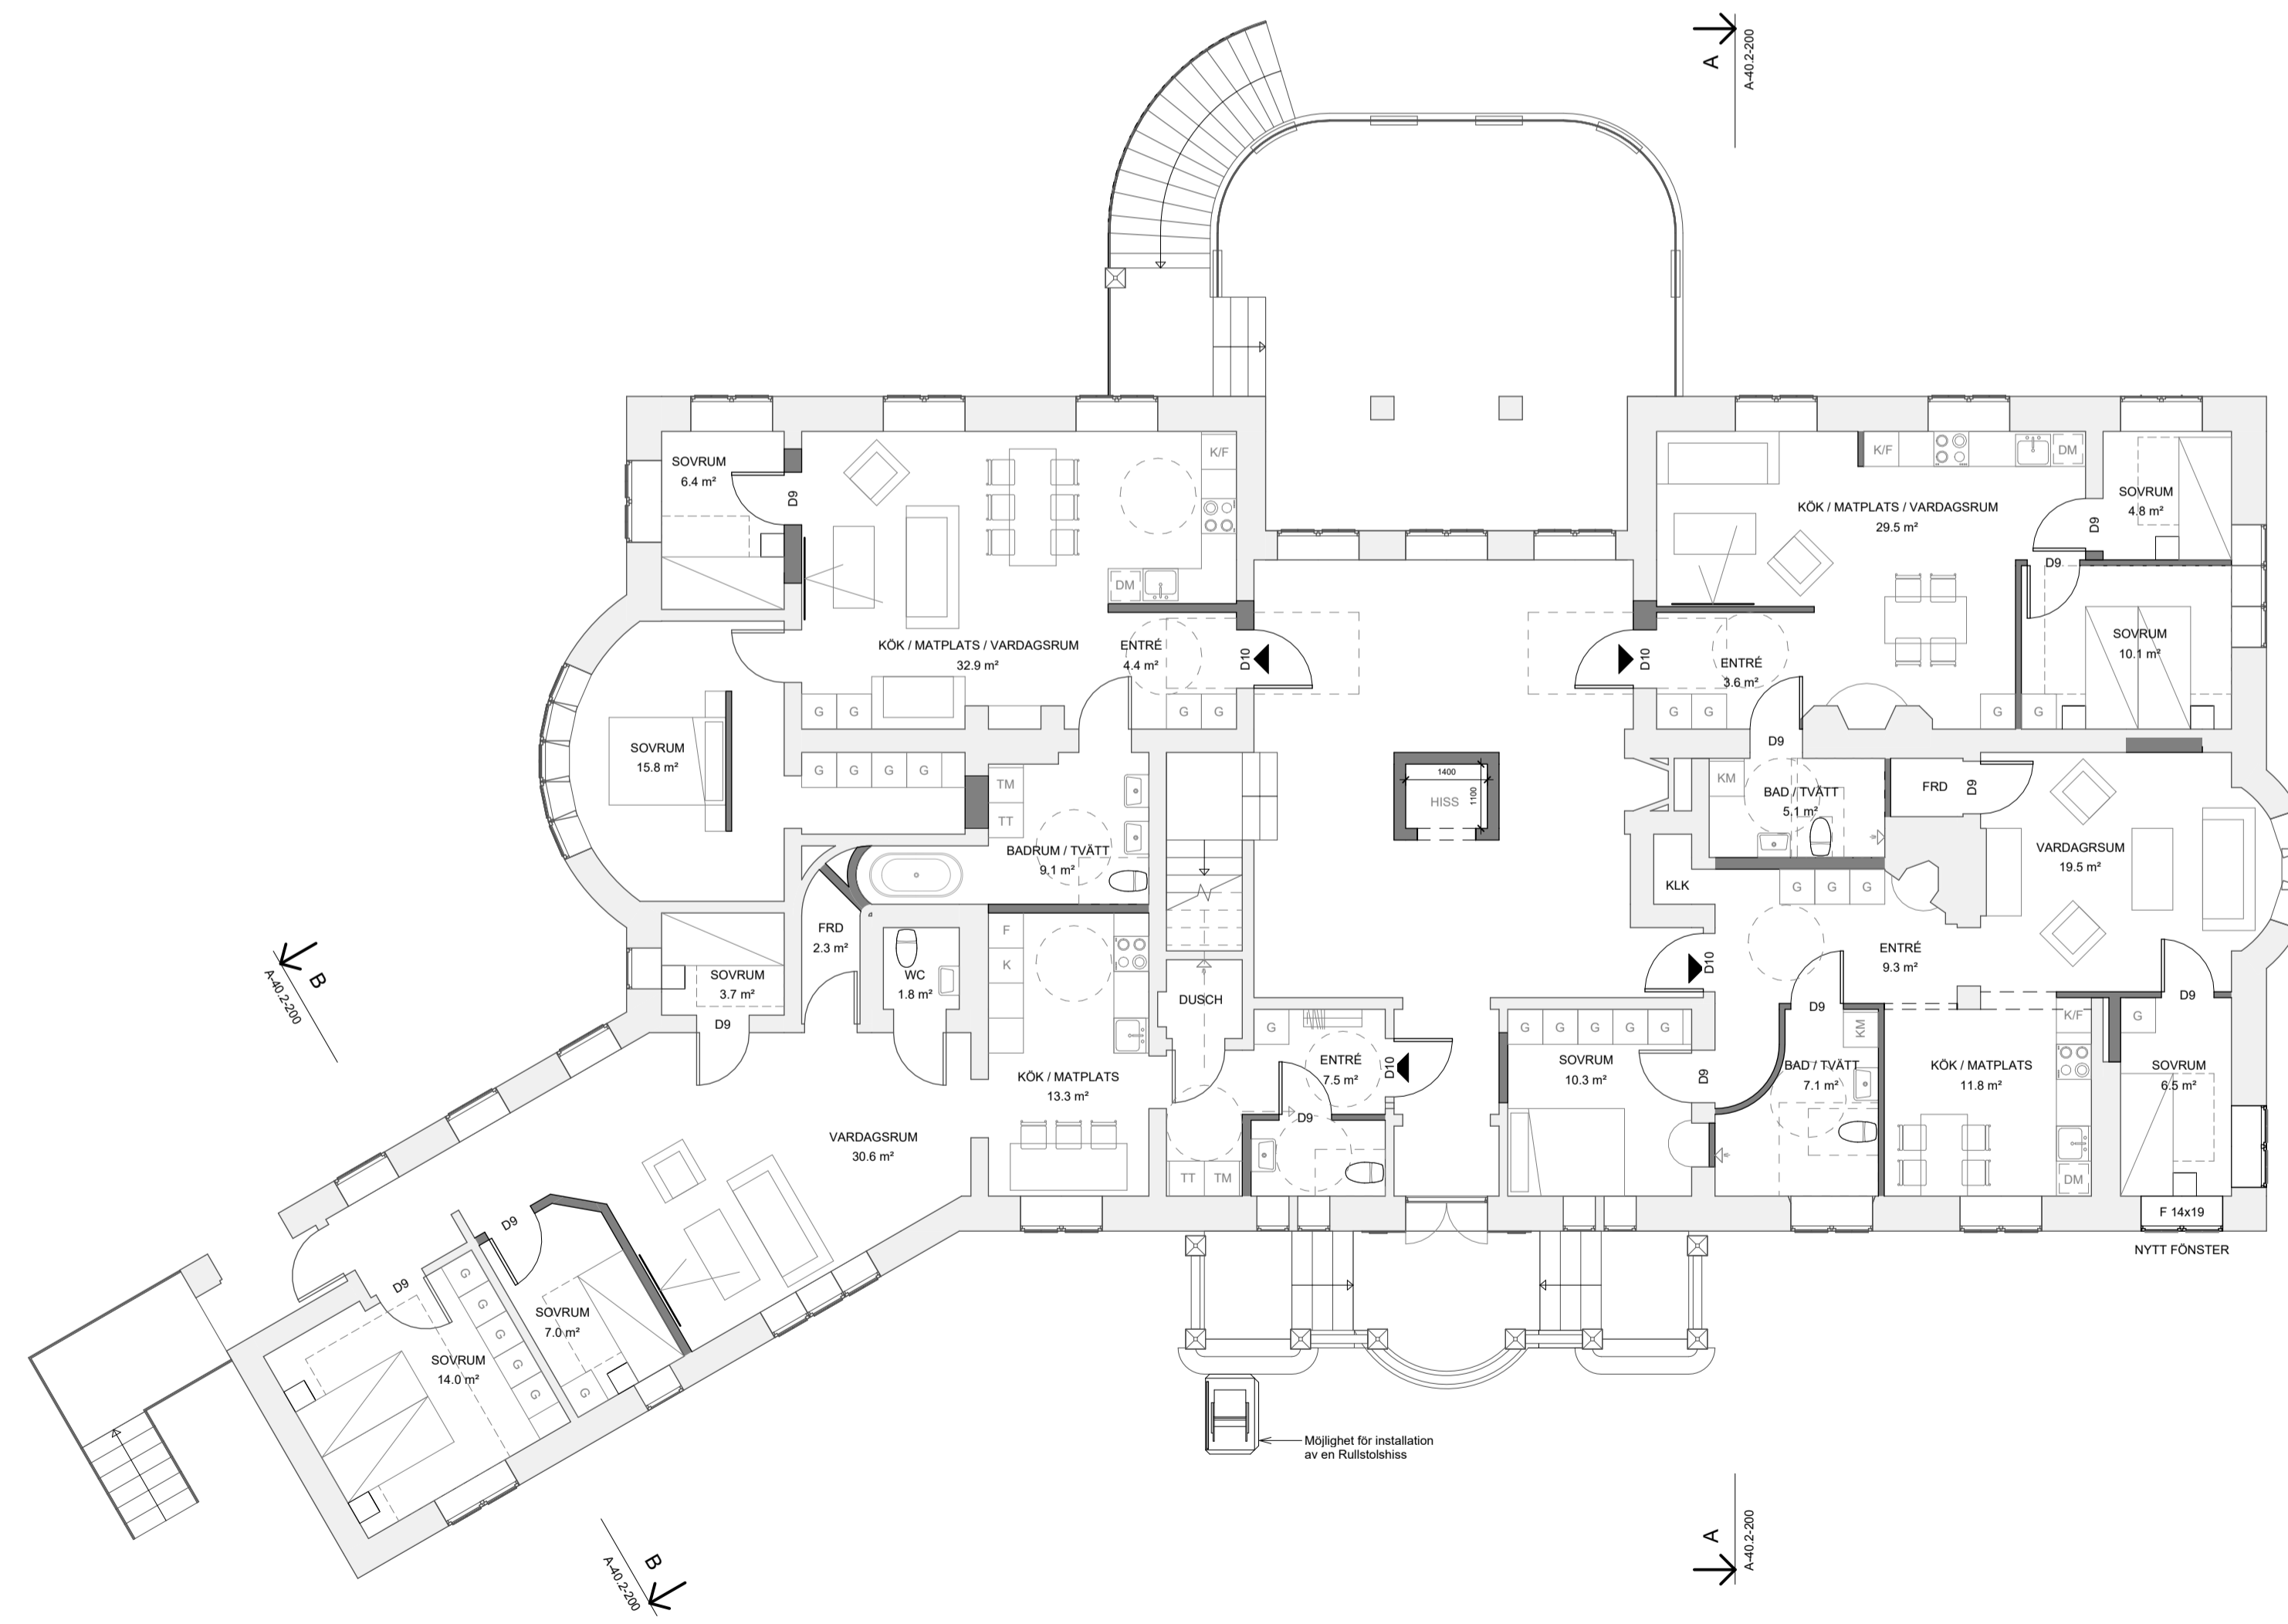 A
A-40.2-200
SOVRUM
6.4 m²
D9
K/F
DM
KÖK / MATPLATS / VARDAGSRUM
32.9 m²
ENTRÉ
4.4 m²
D10
G
G
G
G
K/F
DM
KÖK / MATPLATS / VARDAGSRUM
29.5 m²
SOVRUM
4.8 m²
D9
D9
SOVRUM
10.1 m²
D10
ENTRÉ
3.6 m²
G
G
G
G
D9
SOVRUM
15.8 m²
G
G
G
G
TM
TT
BADRUM / TVÄTT
9.1 m²
1400
1100
HISS
KM
BAD / TVÄTT
5.1 m²
FRD
D9
VARDAGRSUM
19.5 m²
KLK
G
G
G
D
D
B
A-40.2-200
SOVRUM
3.7 m²
D9
FRD
2.3 m²
WC
1.8 m²
F
K
KÖK / MATPLATS
13.3 m²
DUSCH
G
ENTRÉ
7.5 m²
D10
D9
TT
TM
D10
ENTRÉ
9.3 m²
G
G
G
G
G
SOVRUM
10.3 m²
D9
D9
KM
BAD / TVÄTT
7.1 m²
K/F
KÖK / MATPLATS
11.8 m²
DM
D9
G
SOVRUM
6.5 m²
F 14x19
NYTT FÖNSTER
VARDAGSRUM
30.6 m²
D9
D9
G
G
G
G
G
SOVRUM
7.0 m²
G
SOVRUM
14.0 m²
Möjlighet för installation
av en Rullstolshiss
B
A-40.2-200
A
A-40.2-200